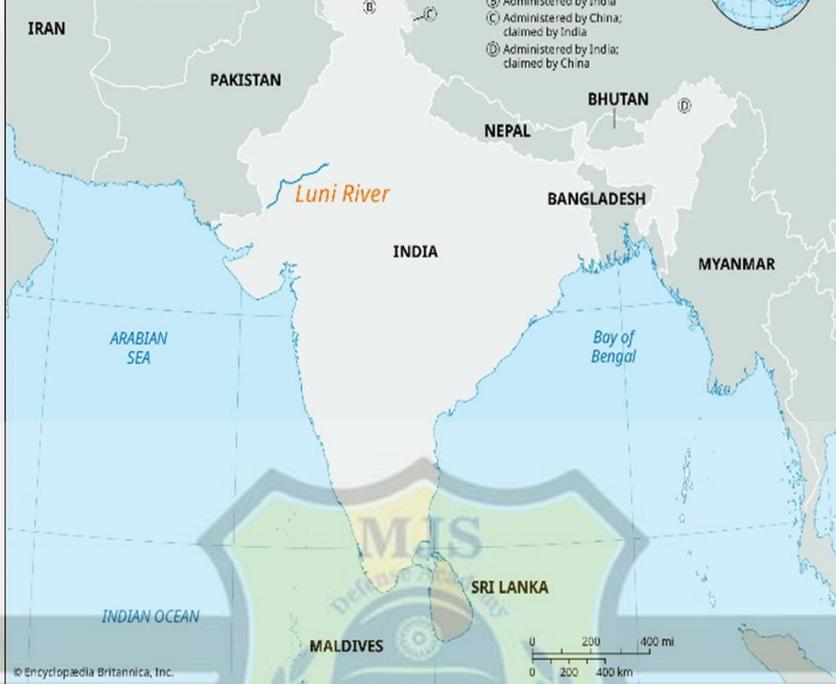 Ⓑ Administered by India
Ⓑ
Ⓒ
Ⓒ Administered by China;
claimed by India
IRAN
Ⓓ Administered by India;
claimed by China
PAKISTAN
BHUTAN
Ⓓ
NEPAL
Luni River
BANGLADESH
INDIA
MYANMAR
ARABIAN
SEA
Bay of
Bengal
MJS
Defense Academy
SRI LANKA
INDIAN OCEAN
MALDIVES
0 200 400 mi
0 200 400 km
© Encyclopædia Britannica, Inc.